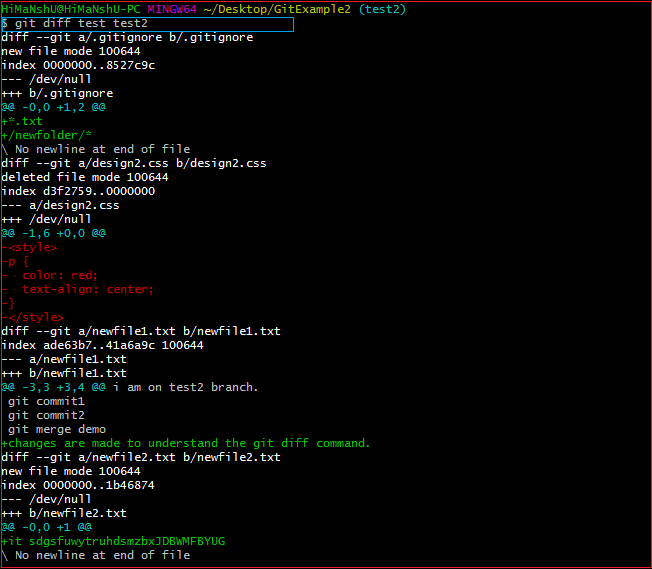 HiMaNshU@HiMaNshU-PC MINGW64 ~/Desktop/GitExample2 (test2)
$ git diff test test2
diff --git a/.gitignore b/.gitignore
new file mode 100644
index 0000000..8527c9c
--- /dev/null
+++ b/.gitignore
@@ -0,0 +1,2 @@
+*.txt
+/newfolder/*
\ No newline at end of file
diff --git a/design2.css b/design2.css
deleted file mode 100644
index d3f2759..0000000
--- a/design2.css
+++ /dev/null
@@ -1,6 +0,0 @@
-<style>
-p {
-  color: red;
-  text-align: center;
-}
-</style>
diff --git a/newfile1.txt b/newfile1.txt
index ade63b7..41a6a9c 100644
--- a/newfile1.txt
+++ b/newfile1.txt
@@ -3,3 +3,4 @@ i am on test2 branch.
 git commit1
 git commit2
 git merge demo
+changes are made to understand the git diff command.
diff --git a/newfile2.txt b/newfile2.txt
new file mode 100644
index 0000000..1b46874
--- /dev/null
+++ b/newfile2.txt
@@ -0,0 +1 @@
+it sdgsfuwytruhdsmzbxJDBWMFBYUG
\ No newline at end of file